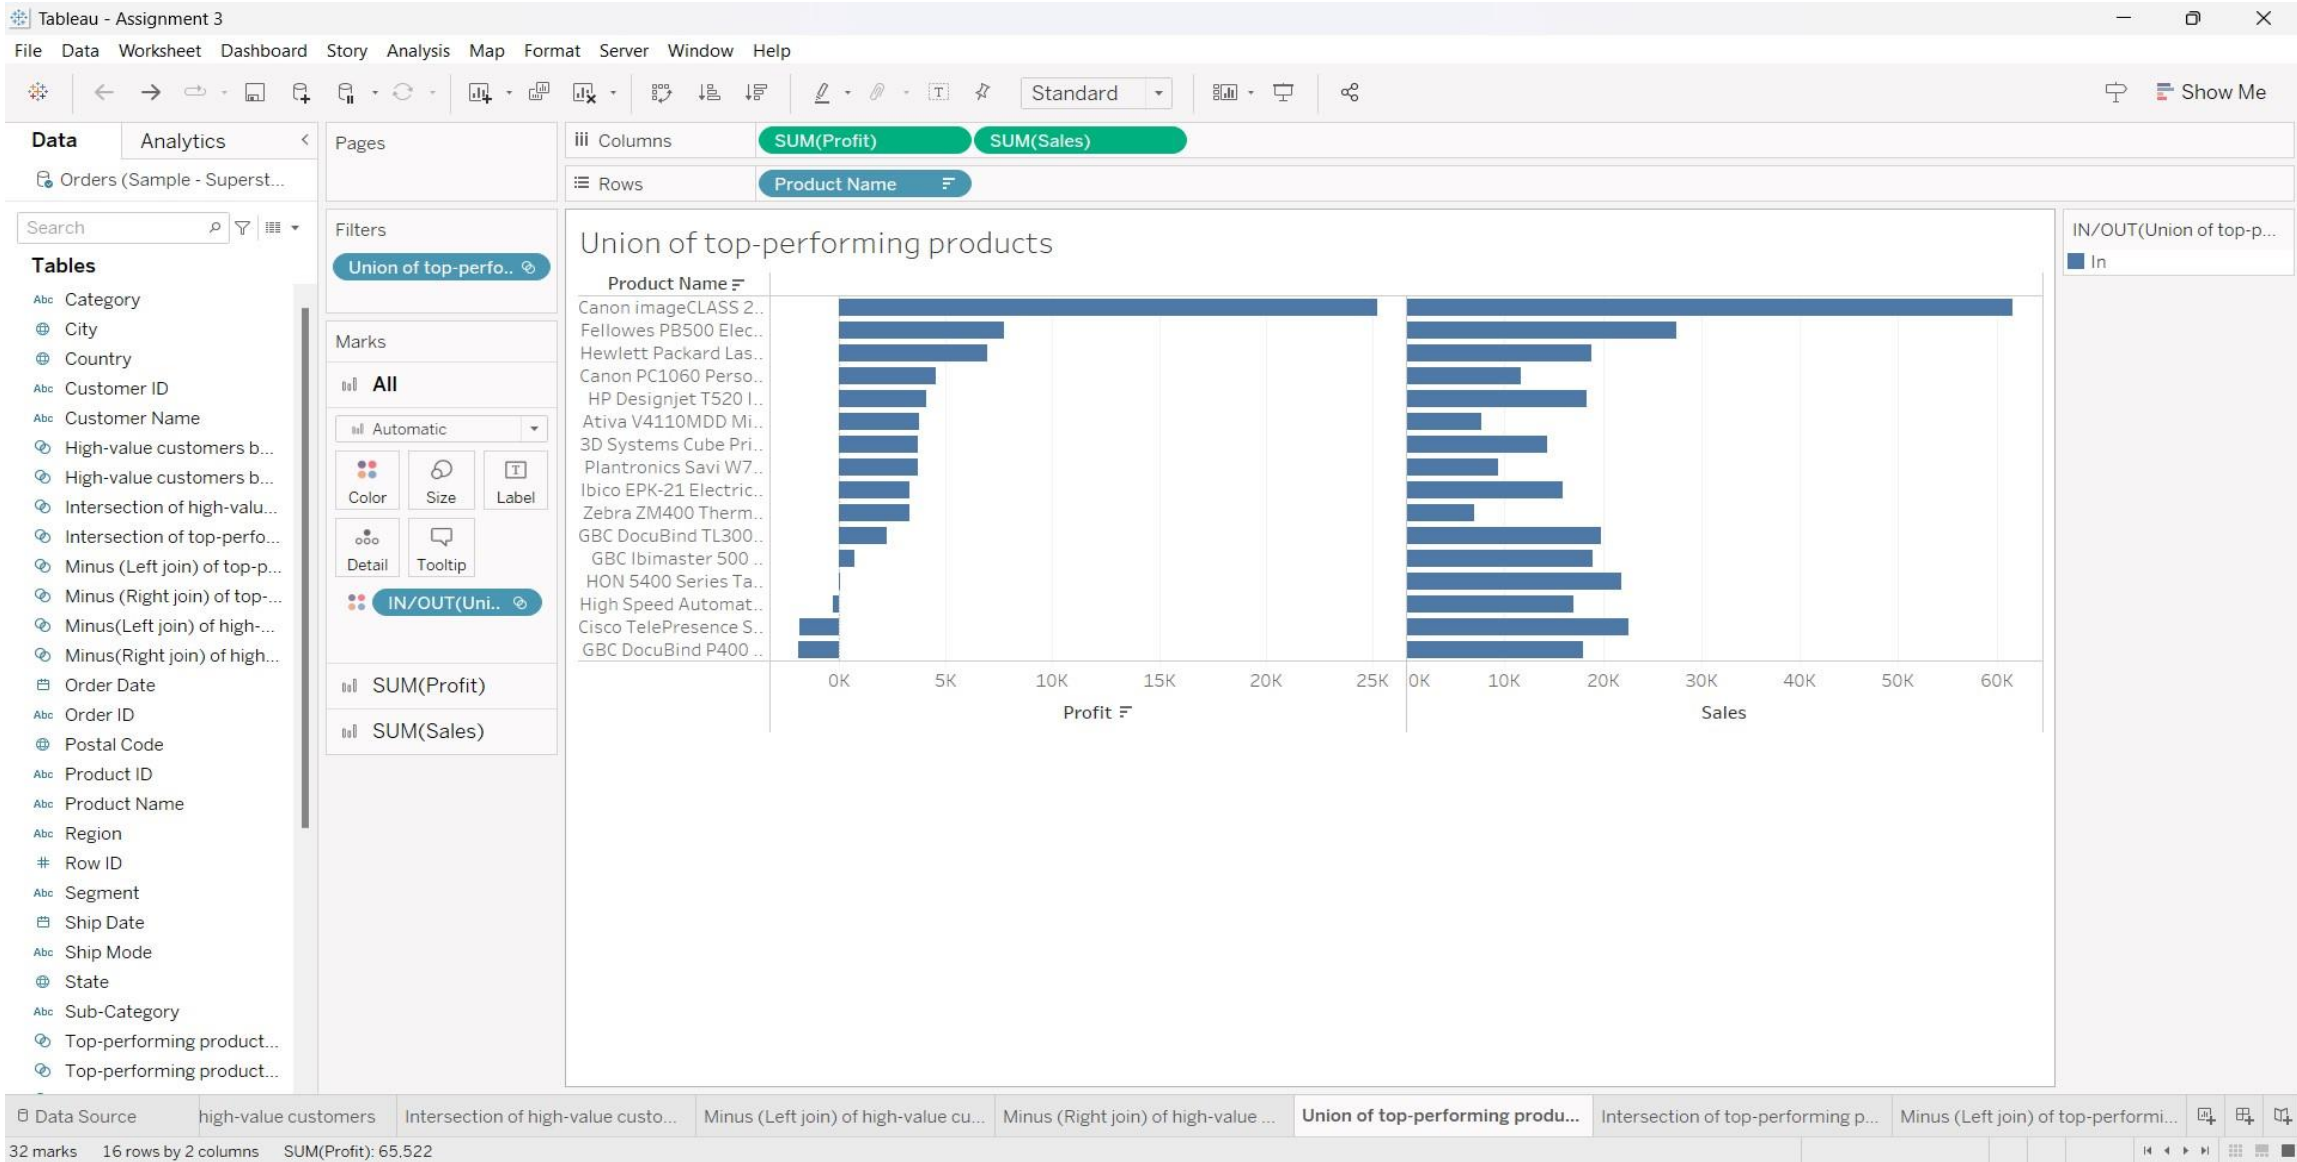 Tableau - Assignment 3
File Data Worksheet Dashboard Story Analysis Map Format Server Window Help
Standard
Show Me
Data Analytics
Orders (Sample - Superst...
Search
Tables
Abc Category
City
Country
Abc Customer ID
Abc Customer Name
High-value customers b...
High-value customers b...
Intersection of high-valu...
Intersection of top-perfo...
Minus (Left join) of top-p...
Minus (Right join) of top-...
Minus(Left join) of high-...
Minus(Right join) of high...
Order Date
Abc Order ID
Postal Code
Abc Product ID
Abc Product Name
Abc Region
# Row ID
Abc Segment
Ship Date
Abc Ship Mode
State
Abc Sub-Category
Top-performing product...
Top-performing product...
Pages
Filters
Union of top-perfo..
Marks
All
Automatic
Color Size Label
Detail Tooltip
IN/OUT(Uni..
SUM(Profit)
SUM(Sales)
Columns SUM(Profit) SUM(Sales)
Rows Product Name
Union of top-performing products
Product Name
Canon imageCLASS 2..
Fellowes PB500 Elec..
Hewlett Packard Las..
Canon PC1060 Perso..
HP Designjet T520 I..
Ativa V4110MDD Mi..
3D Systems Cube Pri..
Plantronics Savi W7..
Ibico EPK-21 Electric..
Zebra ZM400 Therm..
GBC DocuBind TL300..
GBC Ibimaster 500 ..
HON 5400 Series Ta..
High Speed Automat..
Cisco TelePresence S..
GBC DocuBind P400 ..
0K 5K 10K 15K 20K 25K 0K 10K 20K 30K 40K 50K 60K
Profit Sales
IN/OUT(Union of top-p...
In
Data Source high-value customers Intersection of high-value custo... Minus (Left join) of high-value cu... Minus (Right join) of high-value ... Union of top-performing produ... Intersection of top-performing p... Minus (Left join) of top-performi...
32 marks 16 rows by 2 columns SUM(Profit): 65,522